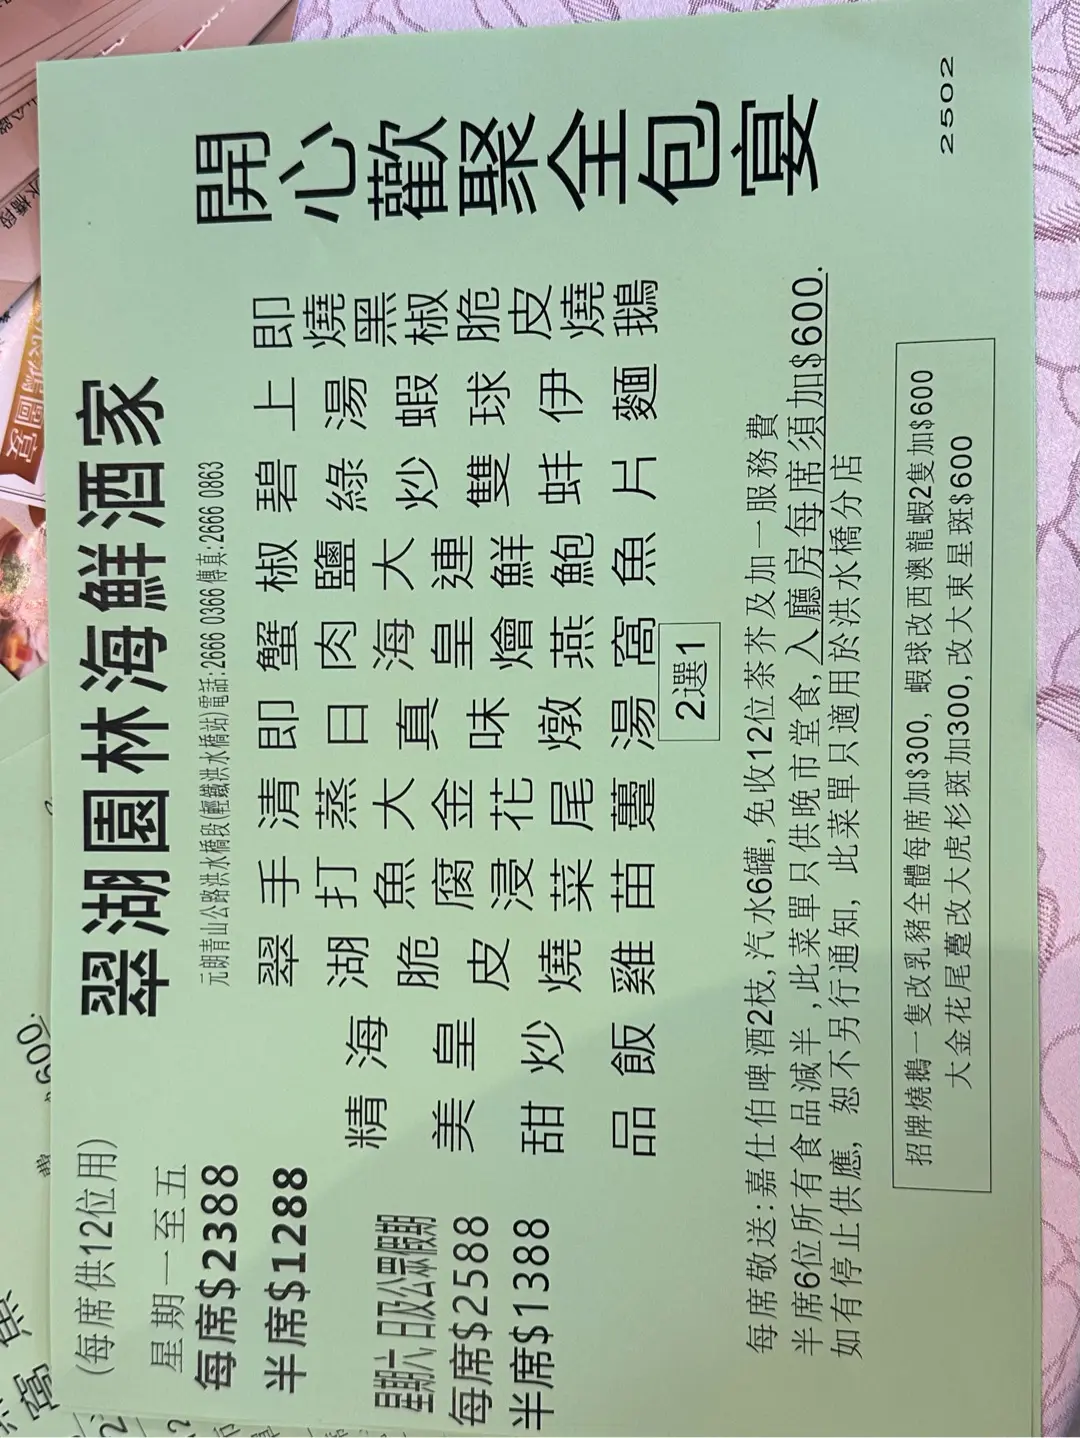 翠湖園林海鮮酒家
元朗青山公路洪水橋段(輕鐵洪水橋站)電話:2666 0366 傳真:2666 0863
開心歡聚全包宴
即燒黑椒脆皮燒鵝
上湯蝦球伊麵
碧綠炒雙蚌片
椒鹽大連鮮鮑魚
蟹肉海皇燴燕窩
即日真味燉湯
2選1
清蒸大金花尾躉
手打魚腐浸菜苗
翠湖脆皮燒雞
海皇炒飯
精美甜品
(每席供12位用)
星期一至五
每席$2388
半席$1288
星期六,日及公眾假期
每席$2588
半席$1388
每席敬送:嘉仕伯啤酒2枝,汽水6罐,免收12位茶芥及加一服務費
半席6位所有食品減半,此菜單只供晚市堂食,入廳房每席須加$600.
如有停止供應, 恕不另行通知, 此菜單只適用於洪水橋分店
招牌燒鵝一隻改乳豬全體每席加$300, 蝦球改西澳龍蝦2隻加$600
大金花尾躉改大虎杉斑加300,改大東星斑$600
2502